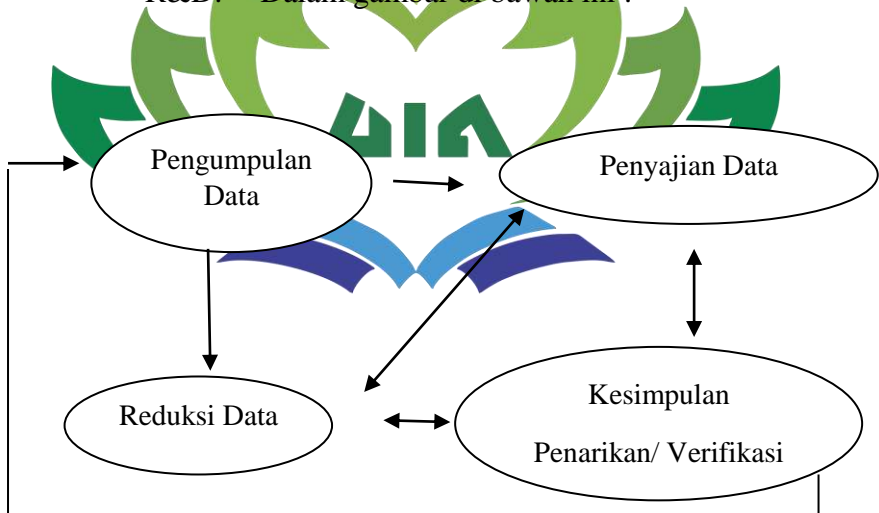 Pengumpulan
Data
Penyajian Data
Reduksi Data
Kesimpulan
Penarikan/ Verifikasi